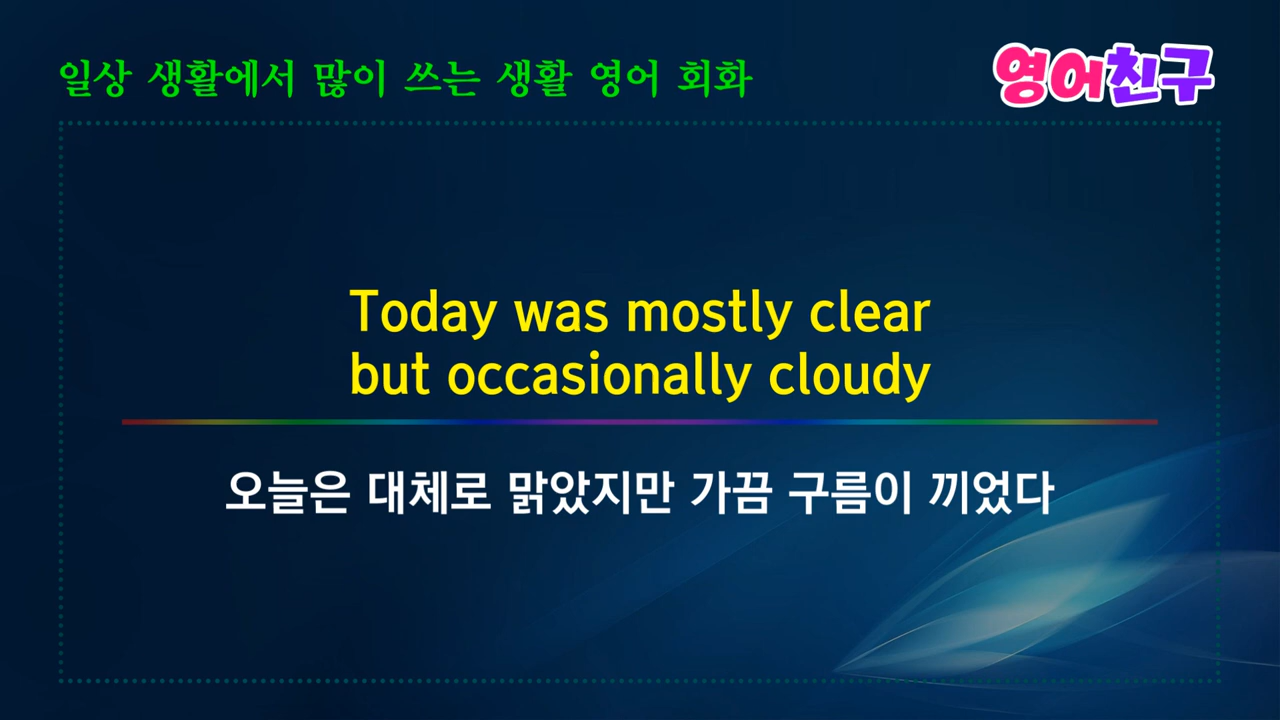 일상 생활에서 많이 쓰는 생활 영어 회화
영어친구
Today was mostly clear
but occasionally cloudy
오늘은 대체로 맑았지만 가끔 구름이 끼었다